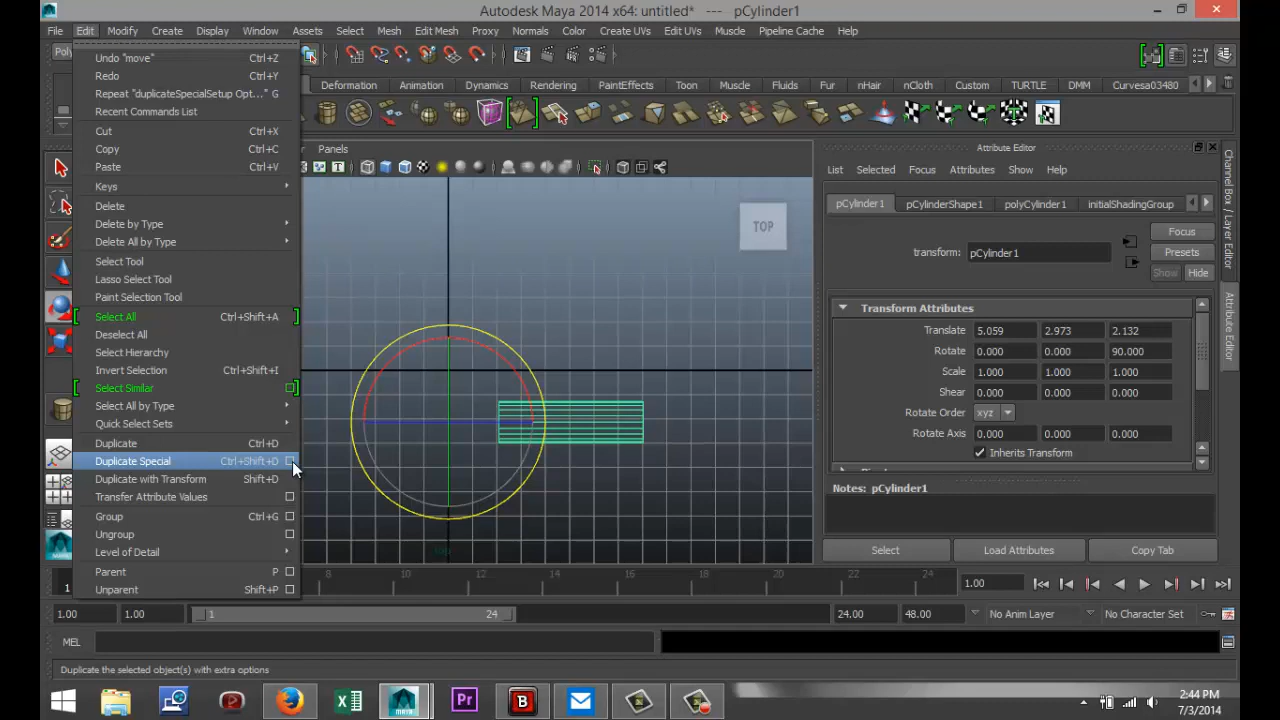 Autodesk Maya 2014 x64: untitled* --- pCylinder1
File Edit Modify Create Display Window Assets Select Mesh Edit Mesh Proxy Normals Color Create UVs Edit UVs Muscle Pipeline Cache Help
Deformation Animation Dynamics Rendering PaintEffects Toon Muscle Fluids Fur nHair nCloth Custom TURTLE DMM Curvesa03480
Undo "move" Ctrl+Z
Redo Ctrl+Y
Repeat "duplicateSpecialSetup Opt..." G
Recent Commands List
Cut Ctrl+X
Copy Ctrl+C
Paste Ctrl+V
Keys
Delete
Delete by Type
Delete All by Type
Select Tool
Lasso Select Tool
Paint Selection Tool
Select All Ctrl+Shift+A
Deselect All
Select Hierarchy
Invert Selection Ctrl+Shift+I
Select Similar
Select All by Type
Quick Select Sets
Duplicate Ctrl+D
Duplicate Special Ctrl+Shift+D
Duplicate with Transform Shift+D
Transfer Attribute Values
Group Ctrl+G
Ungroup
Level of Detail
Parent P
Unparent Shift+P
Panels
TOP
top
Attribute Editor
List Selected Focus Attributes Show Help
pCylinder1 pCylinderShape1 polyCylinder1 initialShadingGroup
Focus
transform: pCylinder1
Presets
Show Hide
Transform Attributes
Translate 5.059 2.973 2.132
Rotate 0.000 0.000 90.000
Scale 1.000 1.000 1.000
Shear 0.000 0.000 0.000
Rotate Order xyz
Rotate Axis 0.000 0.000 0.000
Inherits Transform
Notes: pCylinder1
Select Load Attributes Copy Tab
Channel Box / Layer Editor
Attribute Editor
1 8 10 12 14 16 18 20 22 24 1.00
1.00 1.00 1 24 24.00 48.00 No Anim Layer No Character Set
MEL
Duplicate the selected object(s) with extra options
2:44 PM
7/3/2014